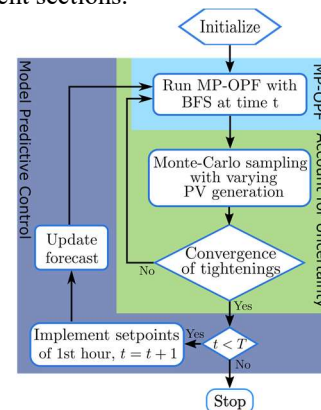 ent sections.
Initialize
Model Predictive Control
MP-OPF
Account for Uncertainty
Run MP-OPF with
BFS at time t
Monte-Carlo sampling
with varying
PV generation
Update
forecast
Convergence
of tightenings
No
Yes
Implement setpoints
of 1st hour, t = t + 1
Yes
t < T
No
Stop